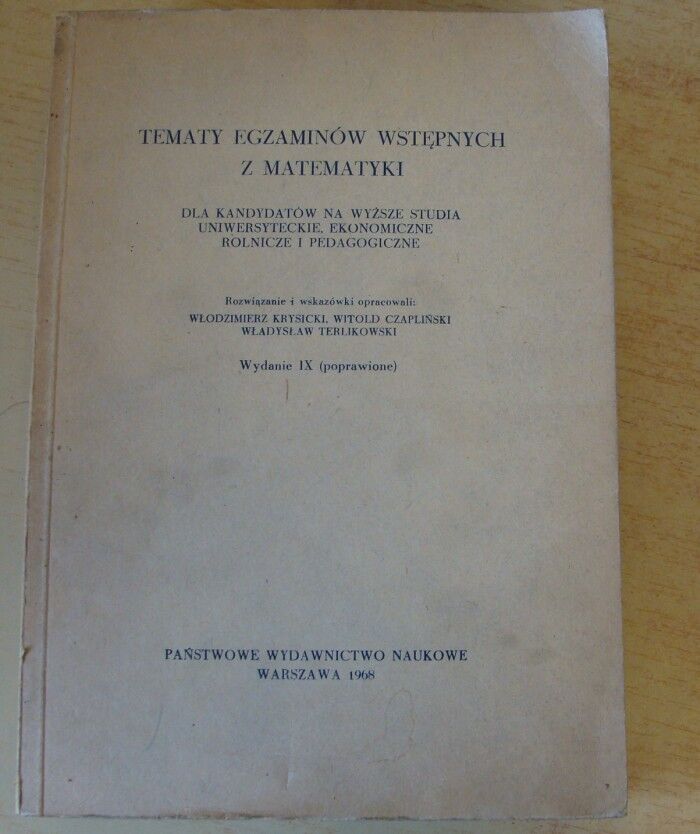 TEMATY EGZAMINÓW WSTĘPNYCH
Z MATEMATYKI
DLA KANDYDATÓW NA WYŻSZE STUDIA
UNIWERSYTECKIE, EKONOMICZNE
ROLNICZE I PEDAGOGICZNE
Rozwiązanie i wskazówki opracowali:
WŁODZIMIERZ KRYSICKI, WITOLD CZAPLIŃSKI
WŁADYSŁAW TERLIKOWSKI
Wydanie IX (poprawione)
PAŃSTWOWE WYDAWNICTWO NAUKOWE
WARSZAWA 1968